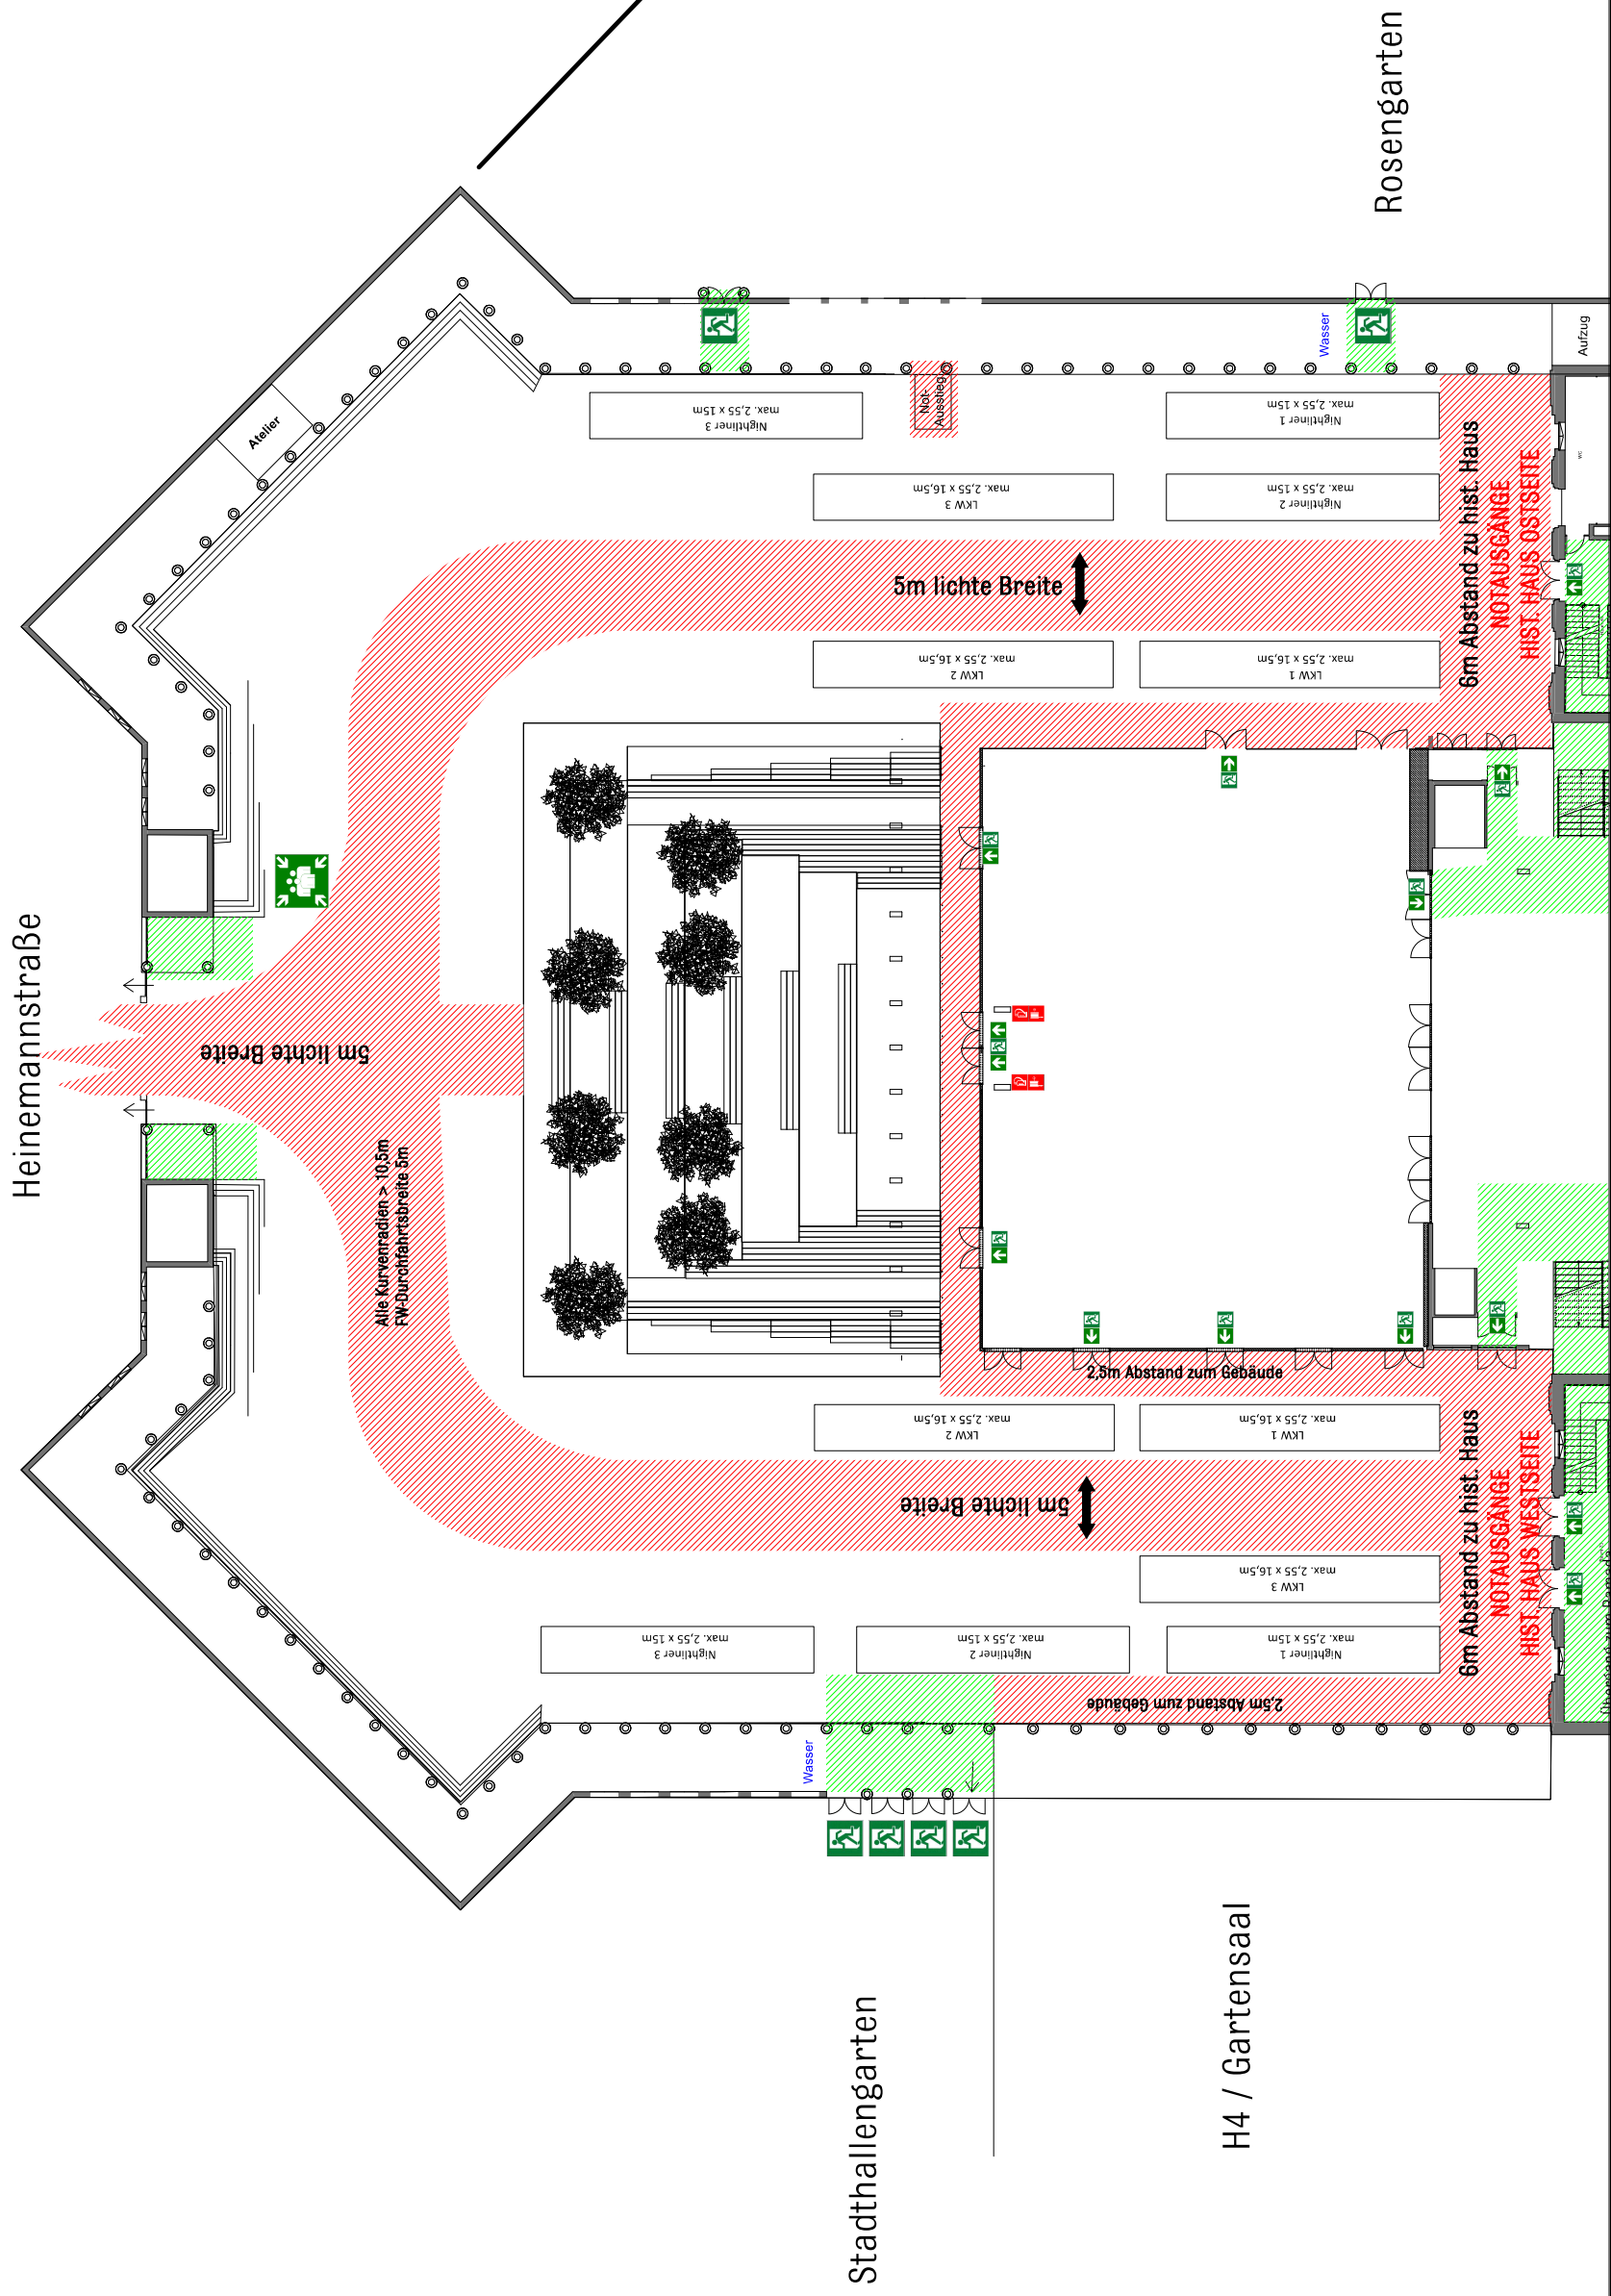 Heinemannstraße
Rosengarten
Atelier
Wasser
Aufzug
WC
Nightliner 3
max. 2,55 x 15m
Not-
Ausstieg
Nightliner 1
max. 2,55 x 15m
LKW 3
max. 2,55 x 16,5m
Nightliner 2
max. 2,55 x 15m
5m lichte Breite
6m Abstand zu hist. Haus
NOTAUSGÄNGE
HIST. HAUS OSTSEITE
LKW 2
max. 2,55 x 16,5m
LKW 1
max. 2,55 x 16,5m
5m lichte Breite
Alle Kurvenradien > 10,5m
FW-Durchfahrtsbreite 5m
2,5m Abstand zum Gebäude
LKW 2
max. 2,55 x 16,5m
LKW 1
max. 2,55 x 16,5m
5m lichte Breite
6m Abstand zu hist. Haus
NOTAUSGÄNGE
HIST. HAUS WESTSEITE
LKW 3
max. 2,55 x 16,5m
Nightliner 3
max. 2,55 x 15m
Nightliner 2
max. 2,55 x 15m
Nightliner 1
max. 2,55 x 15m
2,5m Abstand zum Gebäude
Wasser
Stadthallengarten
H4 / Gartensaal